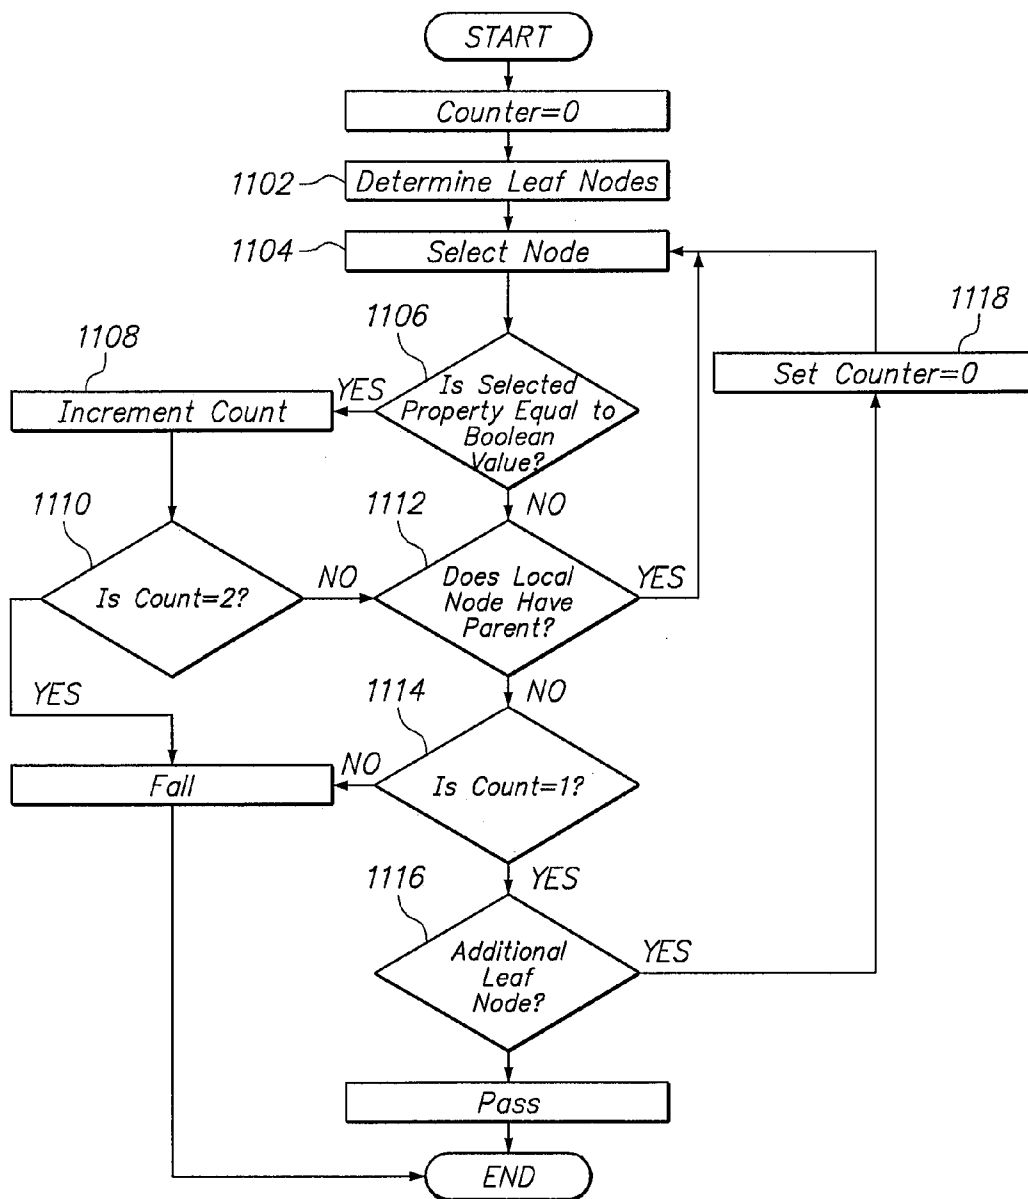 START
Counter=0
1102
Determine Leaf Nodes
1104
Select Node
1118
Set Counter=0
1106
Is Selected
Property Equal to
Boolean
Value?
YES
1108
Increment Count
NO
1110
Is Count=2?
NO
1112
Does Local
Node Have
Parent?
YES
YES
NO
1114
Is Count=1?
NO
Fall
YES
1116
Additional
Leaf
Node?
YES
Pass
END